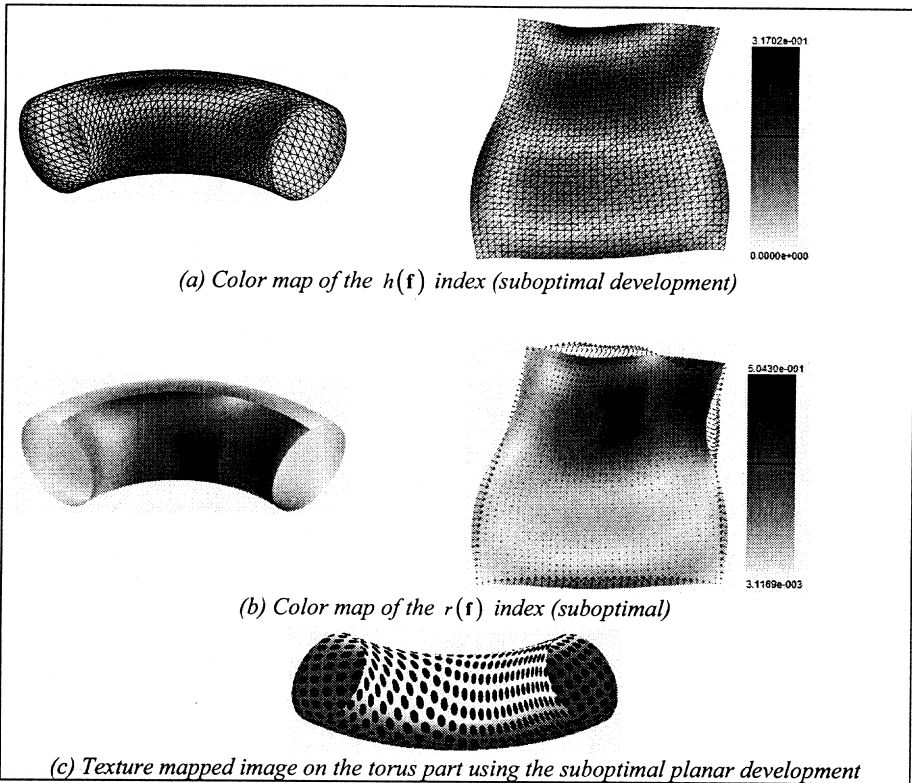 3.1702e-001
0.0000e+000
(a) Color map of the h(f) index (suboptimal development)
5.0430e-001
3.1169e-003
(b) Color map of the r(f) index (suboptimal)
(c) Texture mapped image on the torus part using the suboptimal planar development